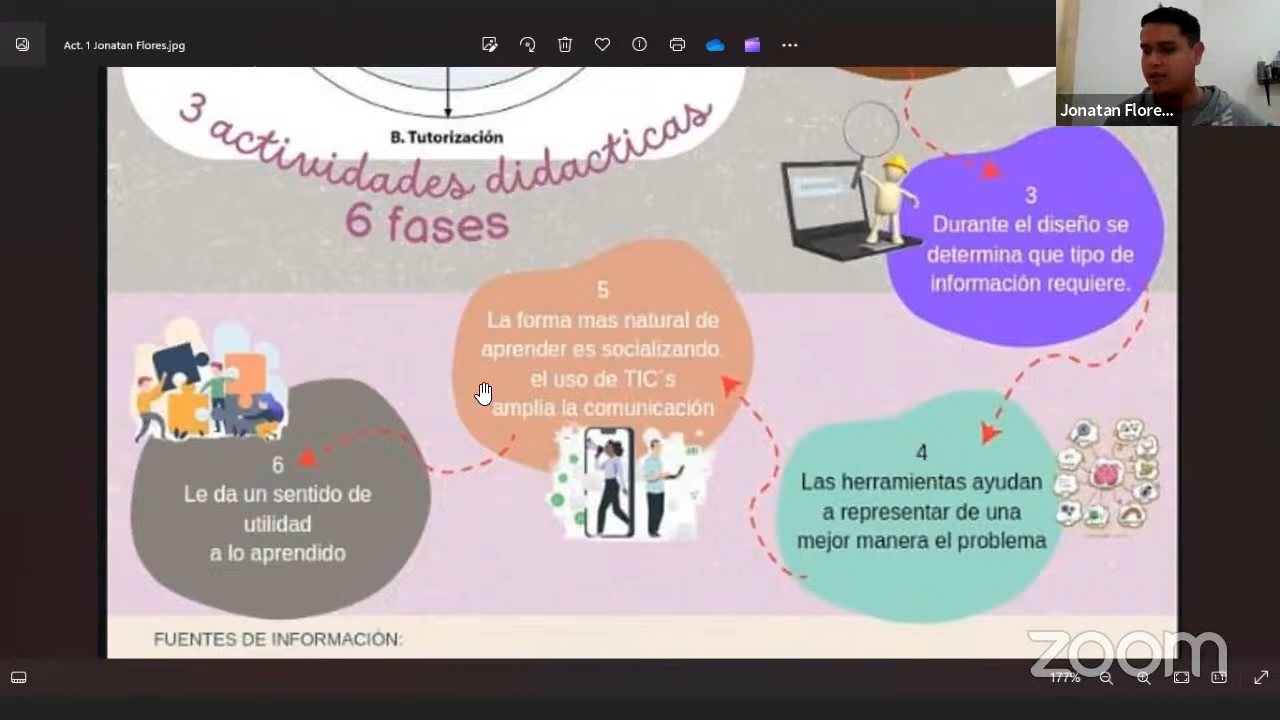 Act. 1 Jonatan Flores.jpg
Jonatan Flore...
B. Tutorización
3 actividades didacticas
6 fases
3
Durante el diseño se
determina que tipo de
información requiere.
5
La forma mas natural de
aprender es socializando.
el uso de TIC´s
amplia la comunicación
4
Las herramientas ayudan
a representar de una
mejor manera el problema
6
Le da un sentido de
utilidad
a lo aprendido
FUENTES DE INFORMACIÓN:
zoom
177%